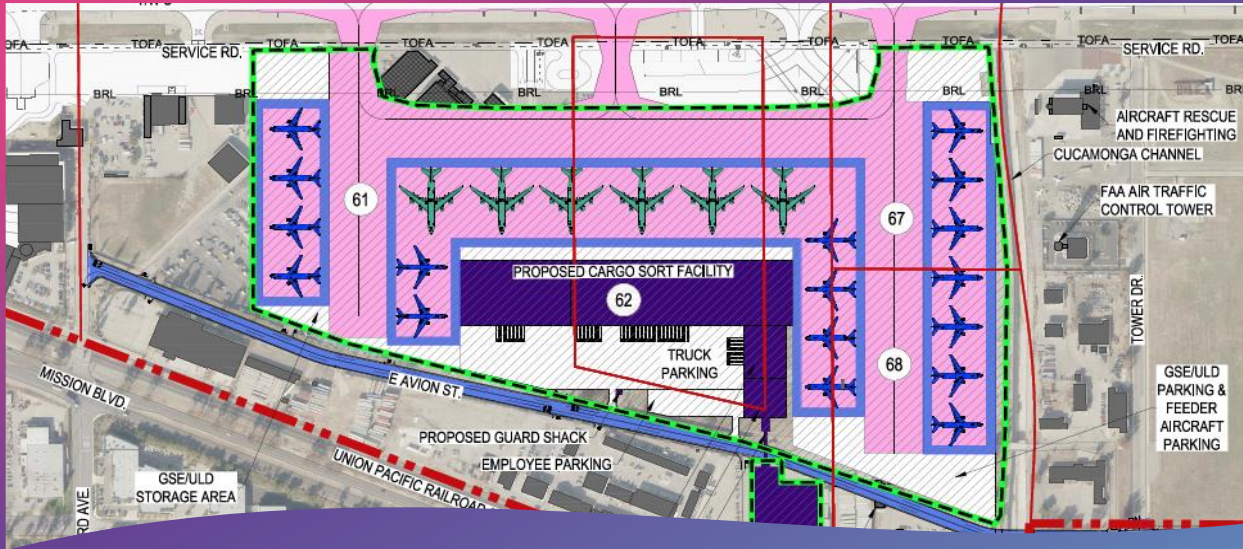 TOFA
TOFA
TOFA
TOFA
TOFA
TOFA
SERVICE RD.
SERVICE RD.
BRL
BRL
BRL
BRL
BRL
BRL
AIRCRAFT RESCUE
AND FIREFIGHTING
CUCAMONGA CHANNEL
61
67
FAA AIR TRAFFIC
CONTROL TOWER
PROPOSED CARGO SORT FACILITY
62
TOWER DR.
TRUCK
PARKING
68
MISSION BLVD.
E AVION ST.
GSE/ULD
PARKING &
FEEDER
AIRCRAFT
PARKING
PROPOSED GUARD SHACK
EMPLOYEE PARKING
UNION PACIFIC RAILROAD
GSE/ULD
STORAGE AREA
RD AVE.